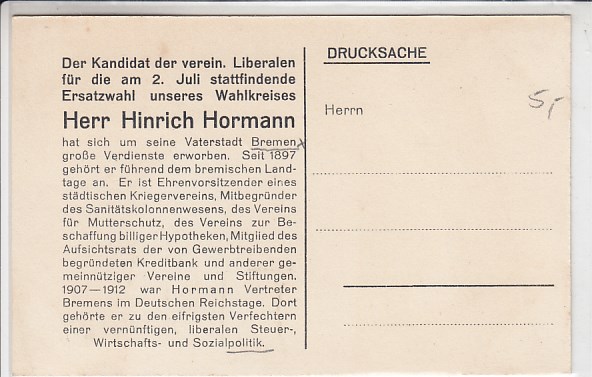 Der Kandidat der verein. Liberalen
für die am 2. Juli stattfindende
Ersatzwahl unseres Wahlkreises
Herr Hinrich Hormann
hat sich um seine Vaterstadt Bremen
große Verdienste erworben. Seit 1897
gehört er führend dem bremischen Land-
tage an. Er ist Ehrenvorsitzender eines
städtischen Kriegervereins, Mitbegründer
des Sanitätskolonnenwesens, des Vereins
für Mutterschutz, des Vereins zur Be-
schaffung billiger Hypotheken, Mitglied des
Aufsichtsrats der von Gewerbtreibenden
begründeten Kreditbank und anderer ge-
meinnütziger Vereine und Stiftungen.
1907—1912 war Hormann Vertreter
Bremens im Deutschen Reichstage. Dort
gehörte er zu den eifrigsten Verfechtern
einer vernünftigen, liberalen Steuer-,
Wirtschafts- und Sozialpolitik.
DRUCKSACHE
Herrn
5,-